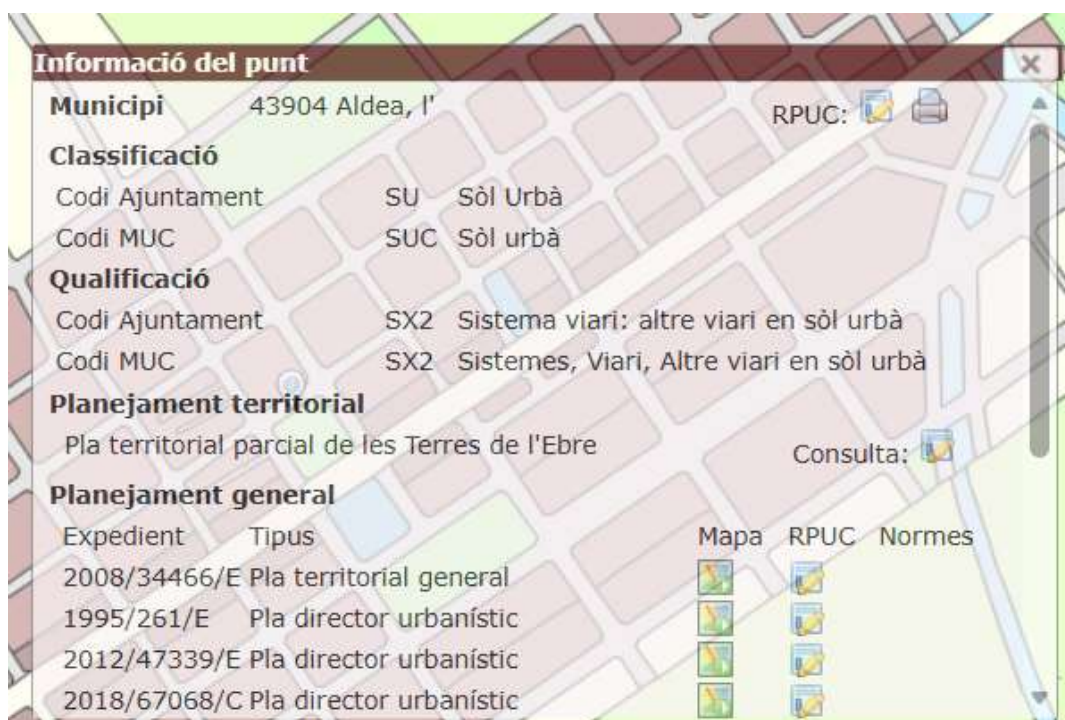 Informació del punt
Municipi 43904 Aldea, l' RPUC:
Classificació
Codi Ajuntament SU Sòl Urbà
Codi MUC SUC Sòl urbà
Qualificació
Codi Ajuntament SX2 Sistema viari: altre viari en sòl urbà
Codi MUC SX2 Sistemes, Viari, Altre viari en sòl urbà
Planejament territorial
Pla territorial parcial de les Terres de l'Ebre Consulta:
Planejament general
Expedient Tipus Mapa RPUC Normes
2008/34466/E Pla territorial general
1995/261/E Pla director urbanístic
2012/47339/E Pla director urbanístic
2018/67068/C Pla director urbanístic